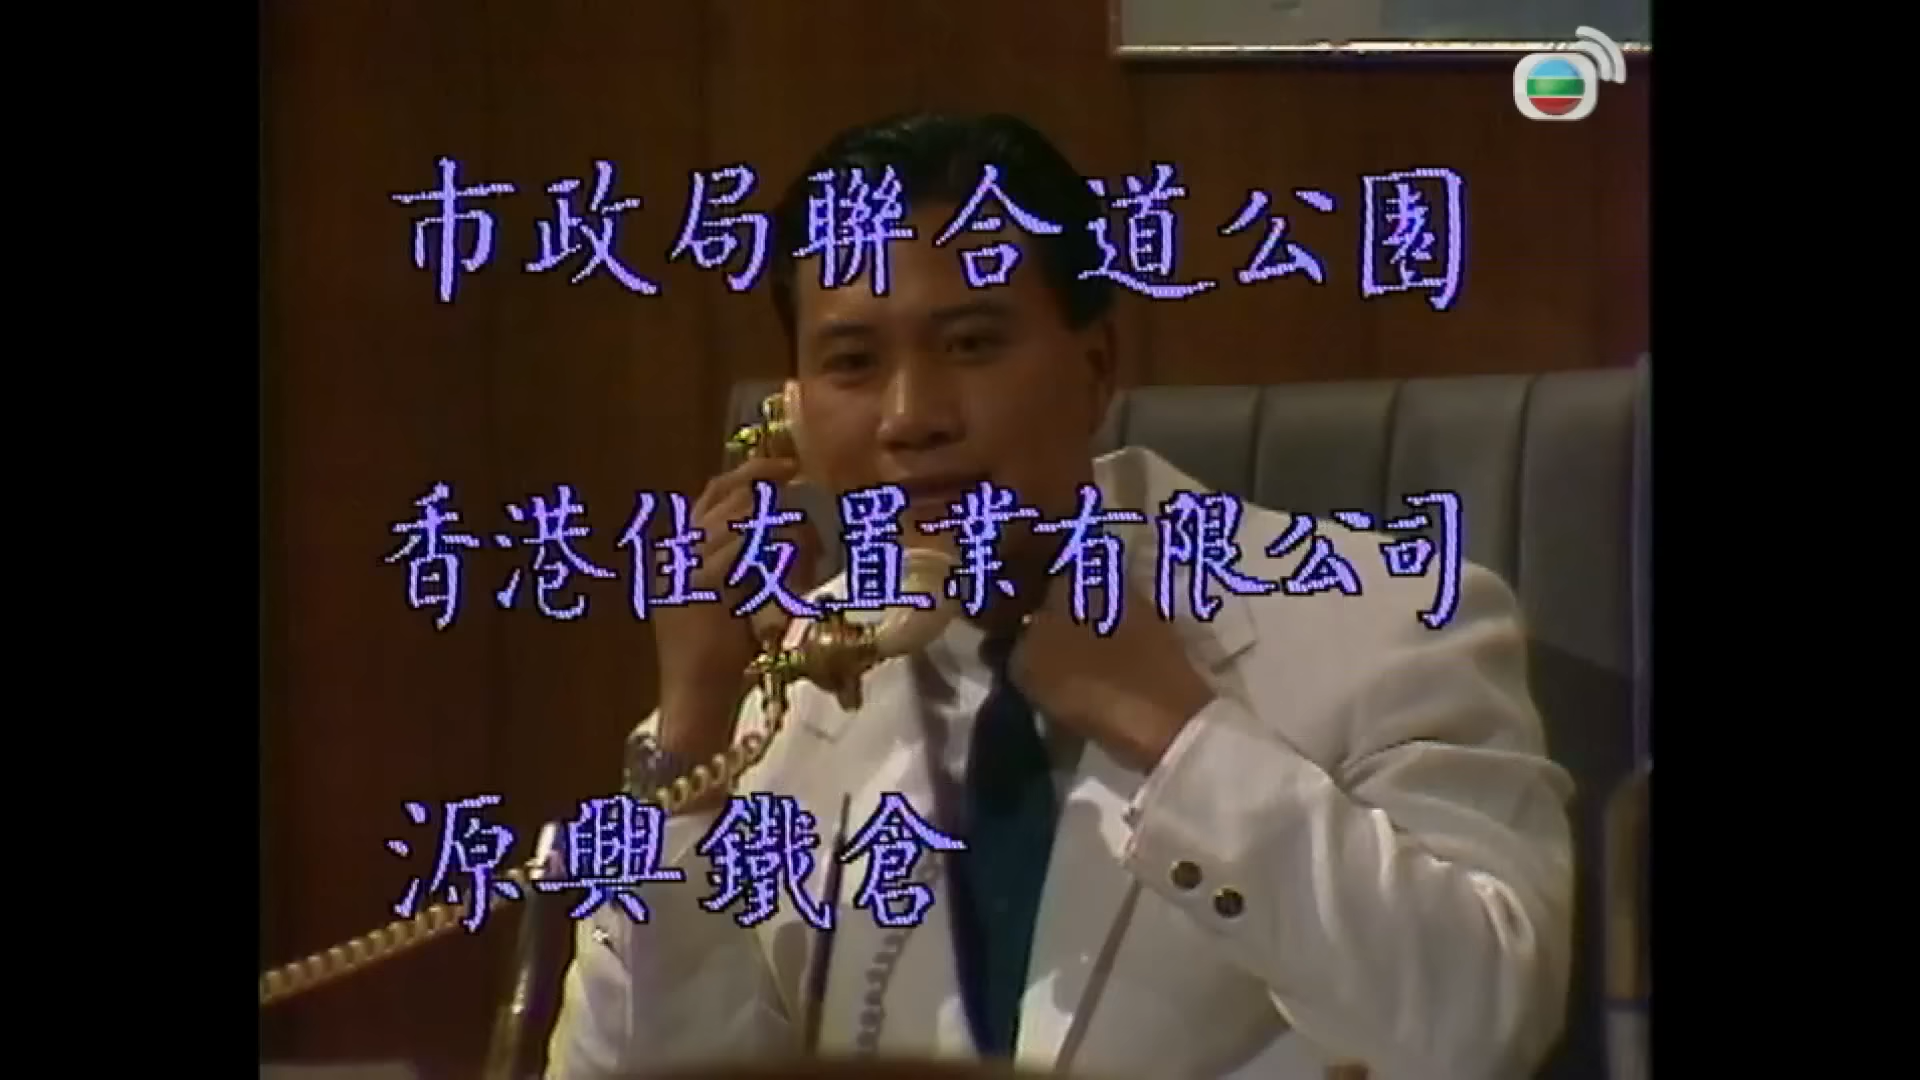 市政局聯合道公園
香港住友置業有限公司
源興鐵倉